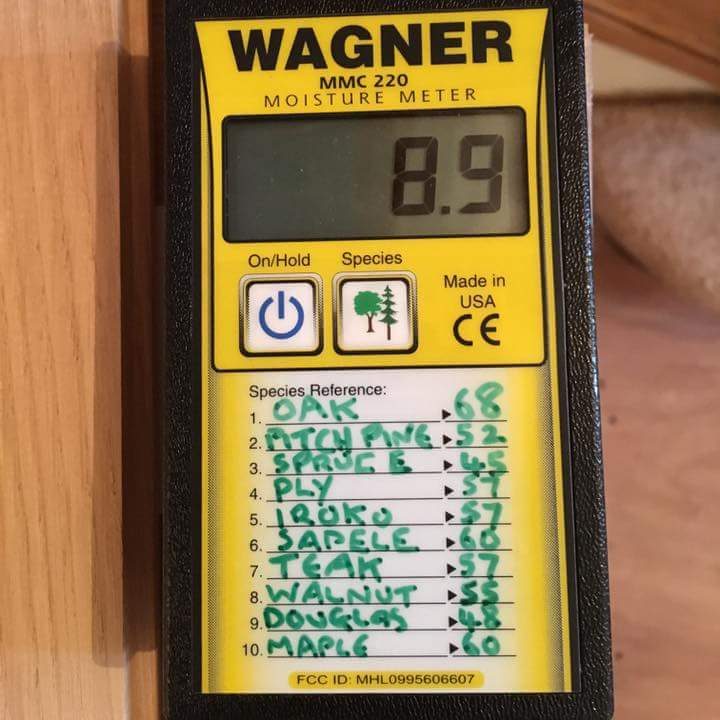 WAGNER
MMC 220
MOISTURE METER
8.9
On/Hold Species
Made in
USA
CE
Species Reference:
1. OAK 68
2. PITCH PINE 52
3. SPRUCE 45
4. PLY 57
5. IROKO 57
6. SAPELE 60
7. TEAK 57
8. WALNUT 55
9. DOUGLAS 48
10. MAPLE 60
FCC ID: MHL0995606607